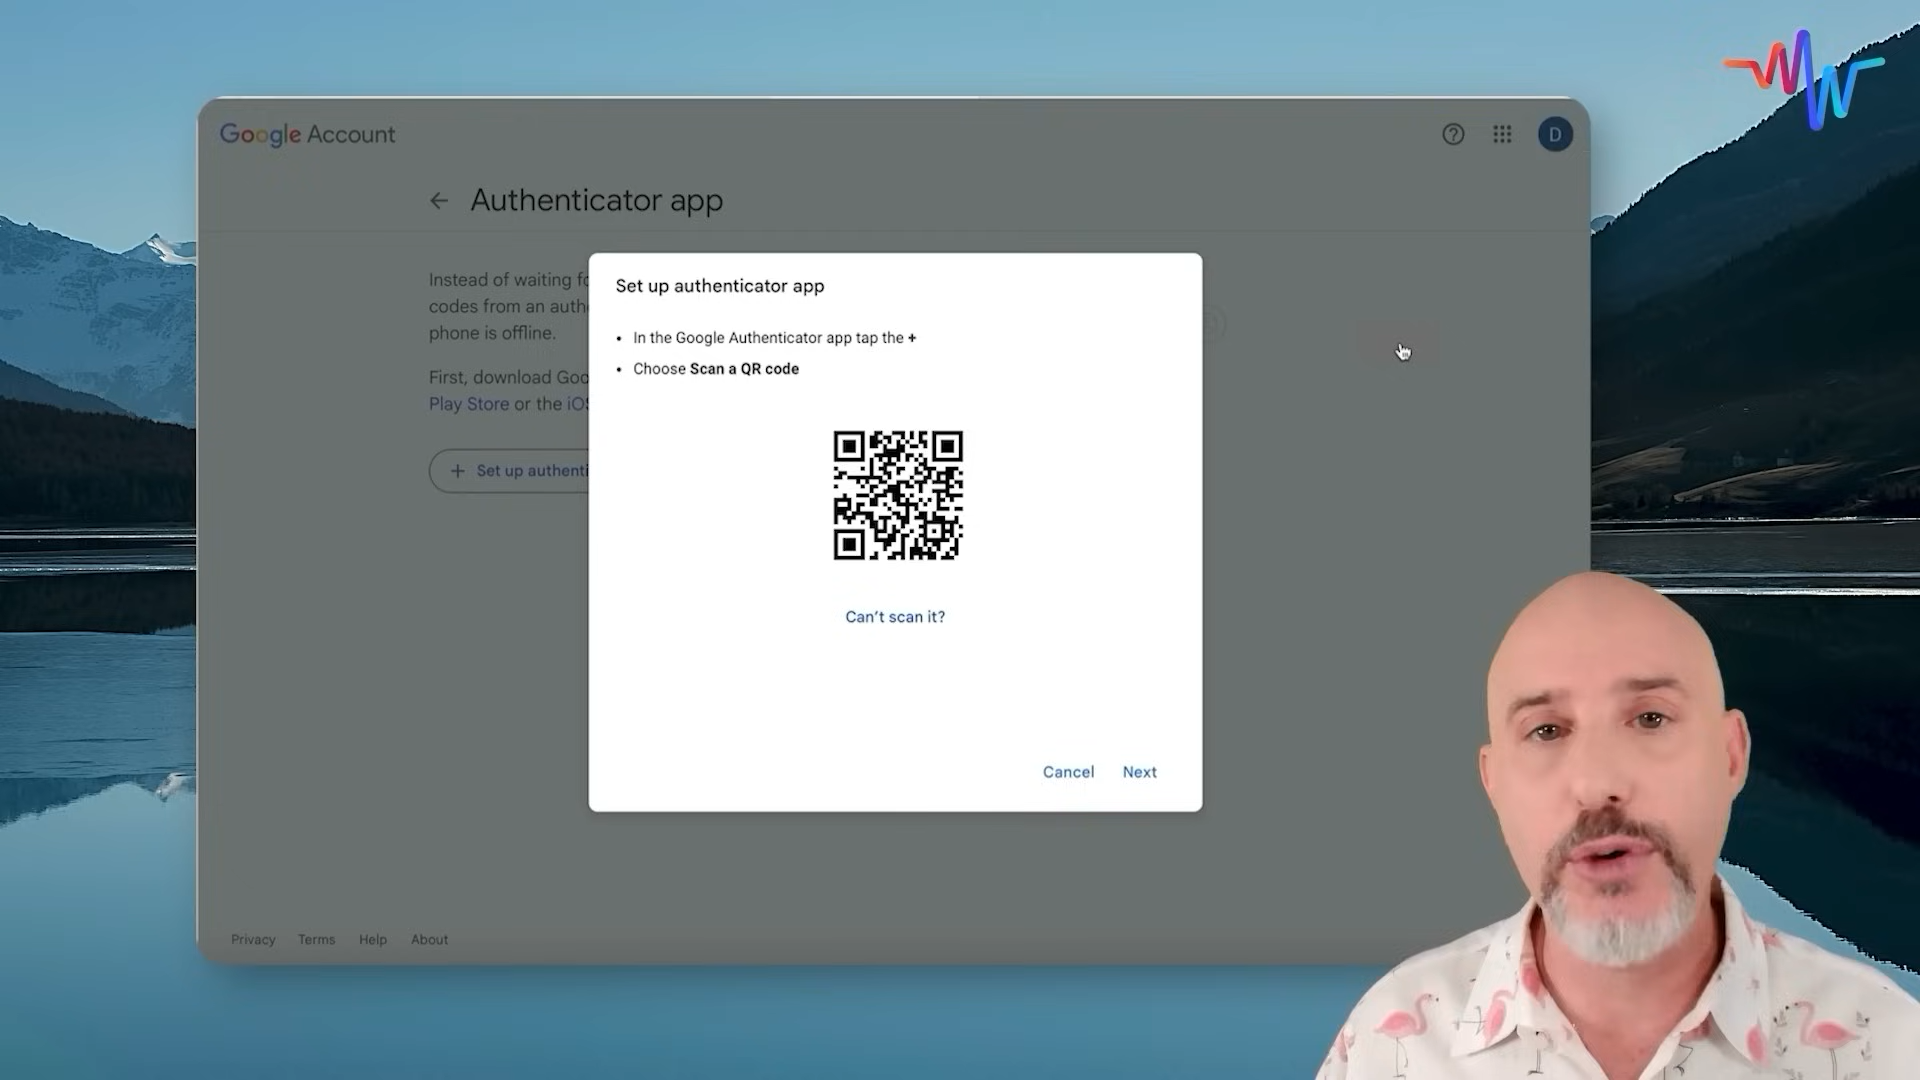 Google Account
D
Authenticator app
Instead of waiting fo
codes from an auth
phone is offline.
First, download Goo
Play Store or the iOS
+ Set up authenti
Set up authenticator app
• In the Google Authenticator app tap the +
• Choose Scan a QR code
Can't scan it?
Cancel Next
Privacy Terms Help About